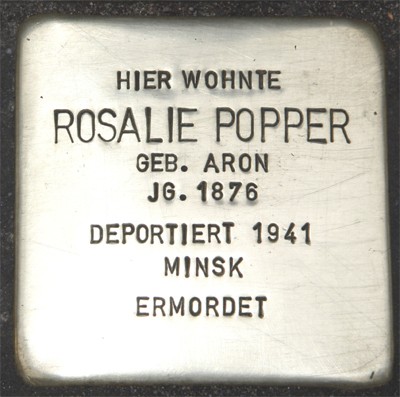 HIER WOHNTE
ROSALIE POPPER
GEB. ARON
JG. 1876
DEPORTIERT 1941
MINSK
ERMORDET